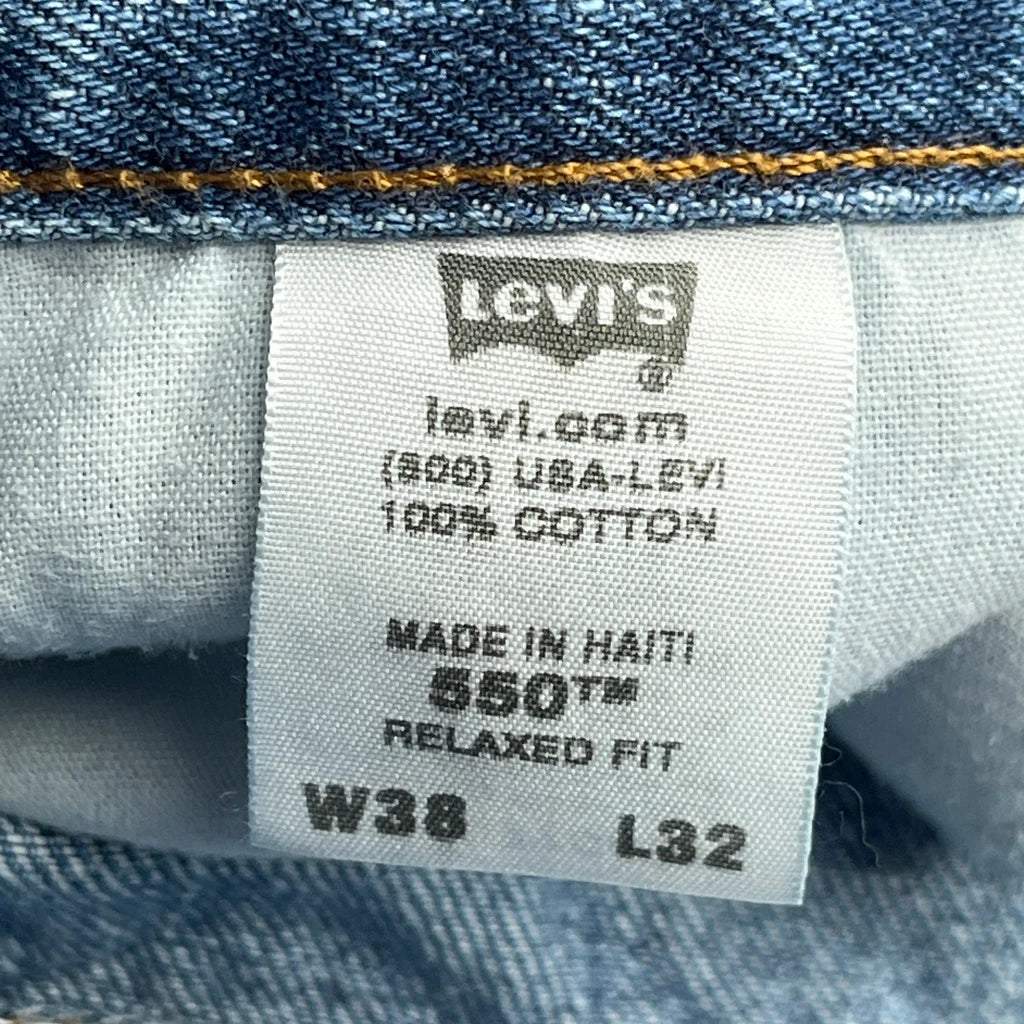 Levi's
®
levi.com
(800) USA-LEVI
100% COTTON
MADE IN HAITI
550™
RELAXED FIT
W38 L32